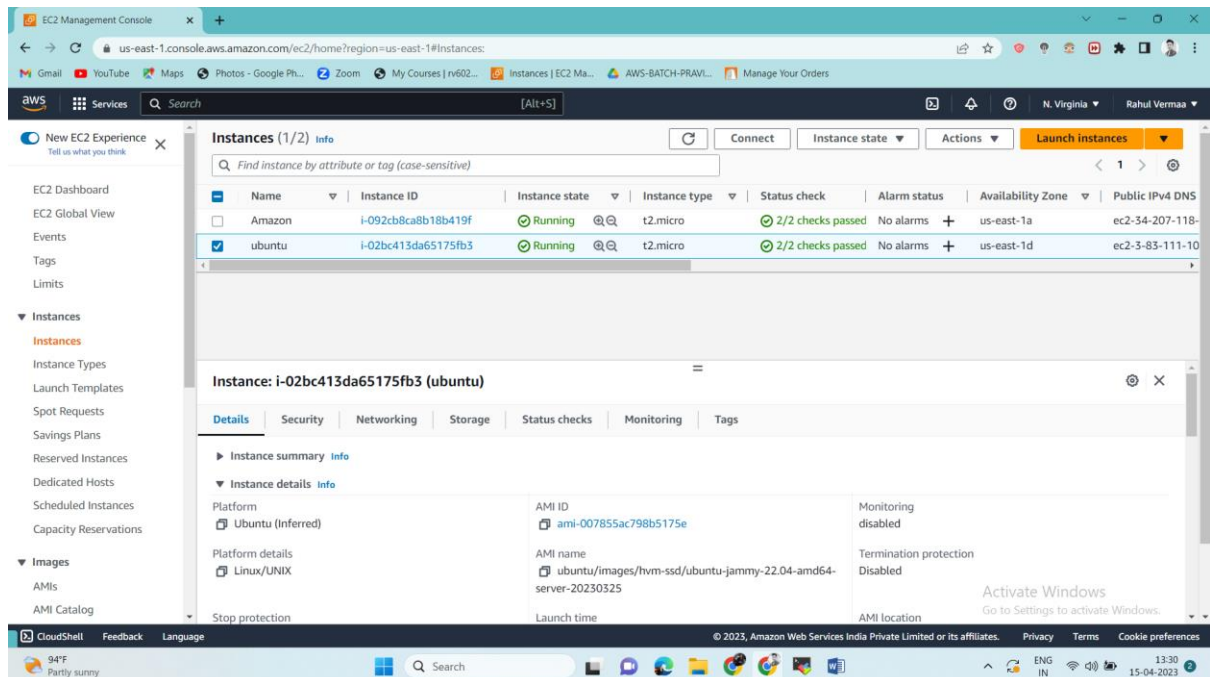 EC2 Management Console
us-east-1.console.aws.amazon.com/ec2/home?region=us-east-1#Instances:
Gmail YouTube Maps Photos - Google Ph... Zoom My Courses | rv602... Instances | EC2 Ma... AWS-BATCH-PRAVI... Manage Your Orders
aws Services Search [Alt+S] N. Virginia Rahul Vermaa
New EC2 Experience
Tell us what you think
EC2 Dashboard
EC2 Global View
Events
Tags
Limits
Instances
Instances
Instance Types
Launch Templates
Spot Requests
Savings Plans
Reserved Instances
Dedicated Hosts
Scheduled Instances
Capacity Reservations
Images
AMIs
AMI Catalog
Instances (1/2) Info Connect Instance state Actions Launch instances
Find instance by attribute or tag (case-sensitive) 1
Name Instance ID Instance state Instance type Status check Alarm status Availability Zone Public IPv4 DNS
Amazon i-092cb8ca8b18b419f Running t2.micro 2/2 checks passed No alarms + us-east-1a ec2-34-207-118-
ubuntu i-02bc413da65175fb3 Running t2.micro 2/2 checks passed No alarms + us-east-1d ec2-3-83-111-10
Instance: i-02bc413da65175fb3 (ubuntu)
Details Security Networking Storage Status checks Monitoring Tags
Instance summary Info
Instance details Info
Platform AMI ID Monitoring
Ubuntu (Inferred) ami-007855ac798b5175e disabled
Platform details AMI name Termination protection
Linux/UNIX ubuntu/images/hvm-ssd/ubuntu-jammy-22.04-amd64- Disabled
server-20230325
Stop protection Launch time AMI location
Activate Windows
Go to Settings to activate Windows.
CloudShell Feedback Language © 2023, Amazon Web Services India Private Limited or its affiliates. Privacy Terms Cookie preferences
94°F
Partly sunny
Search
ENG
IN
13:30
15-04-2023
2